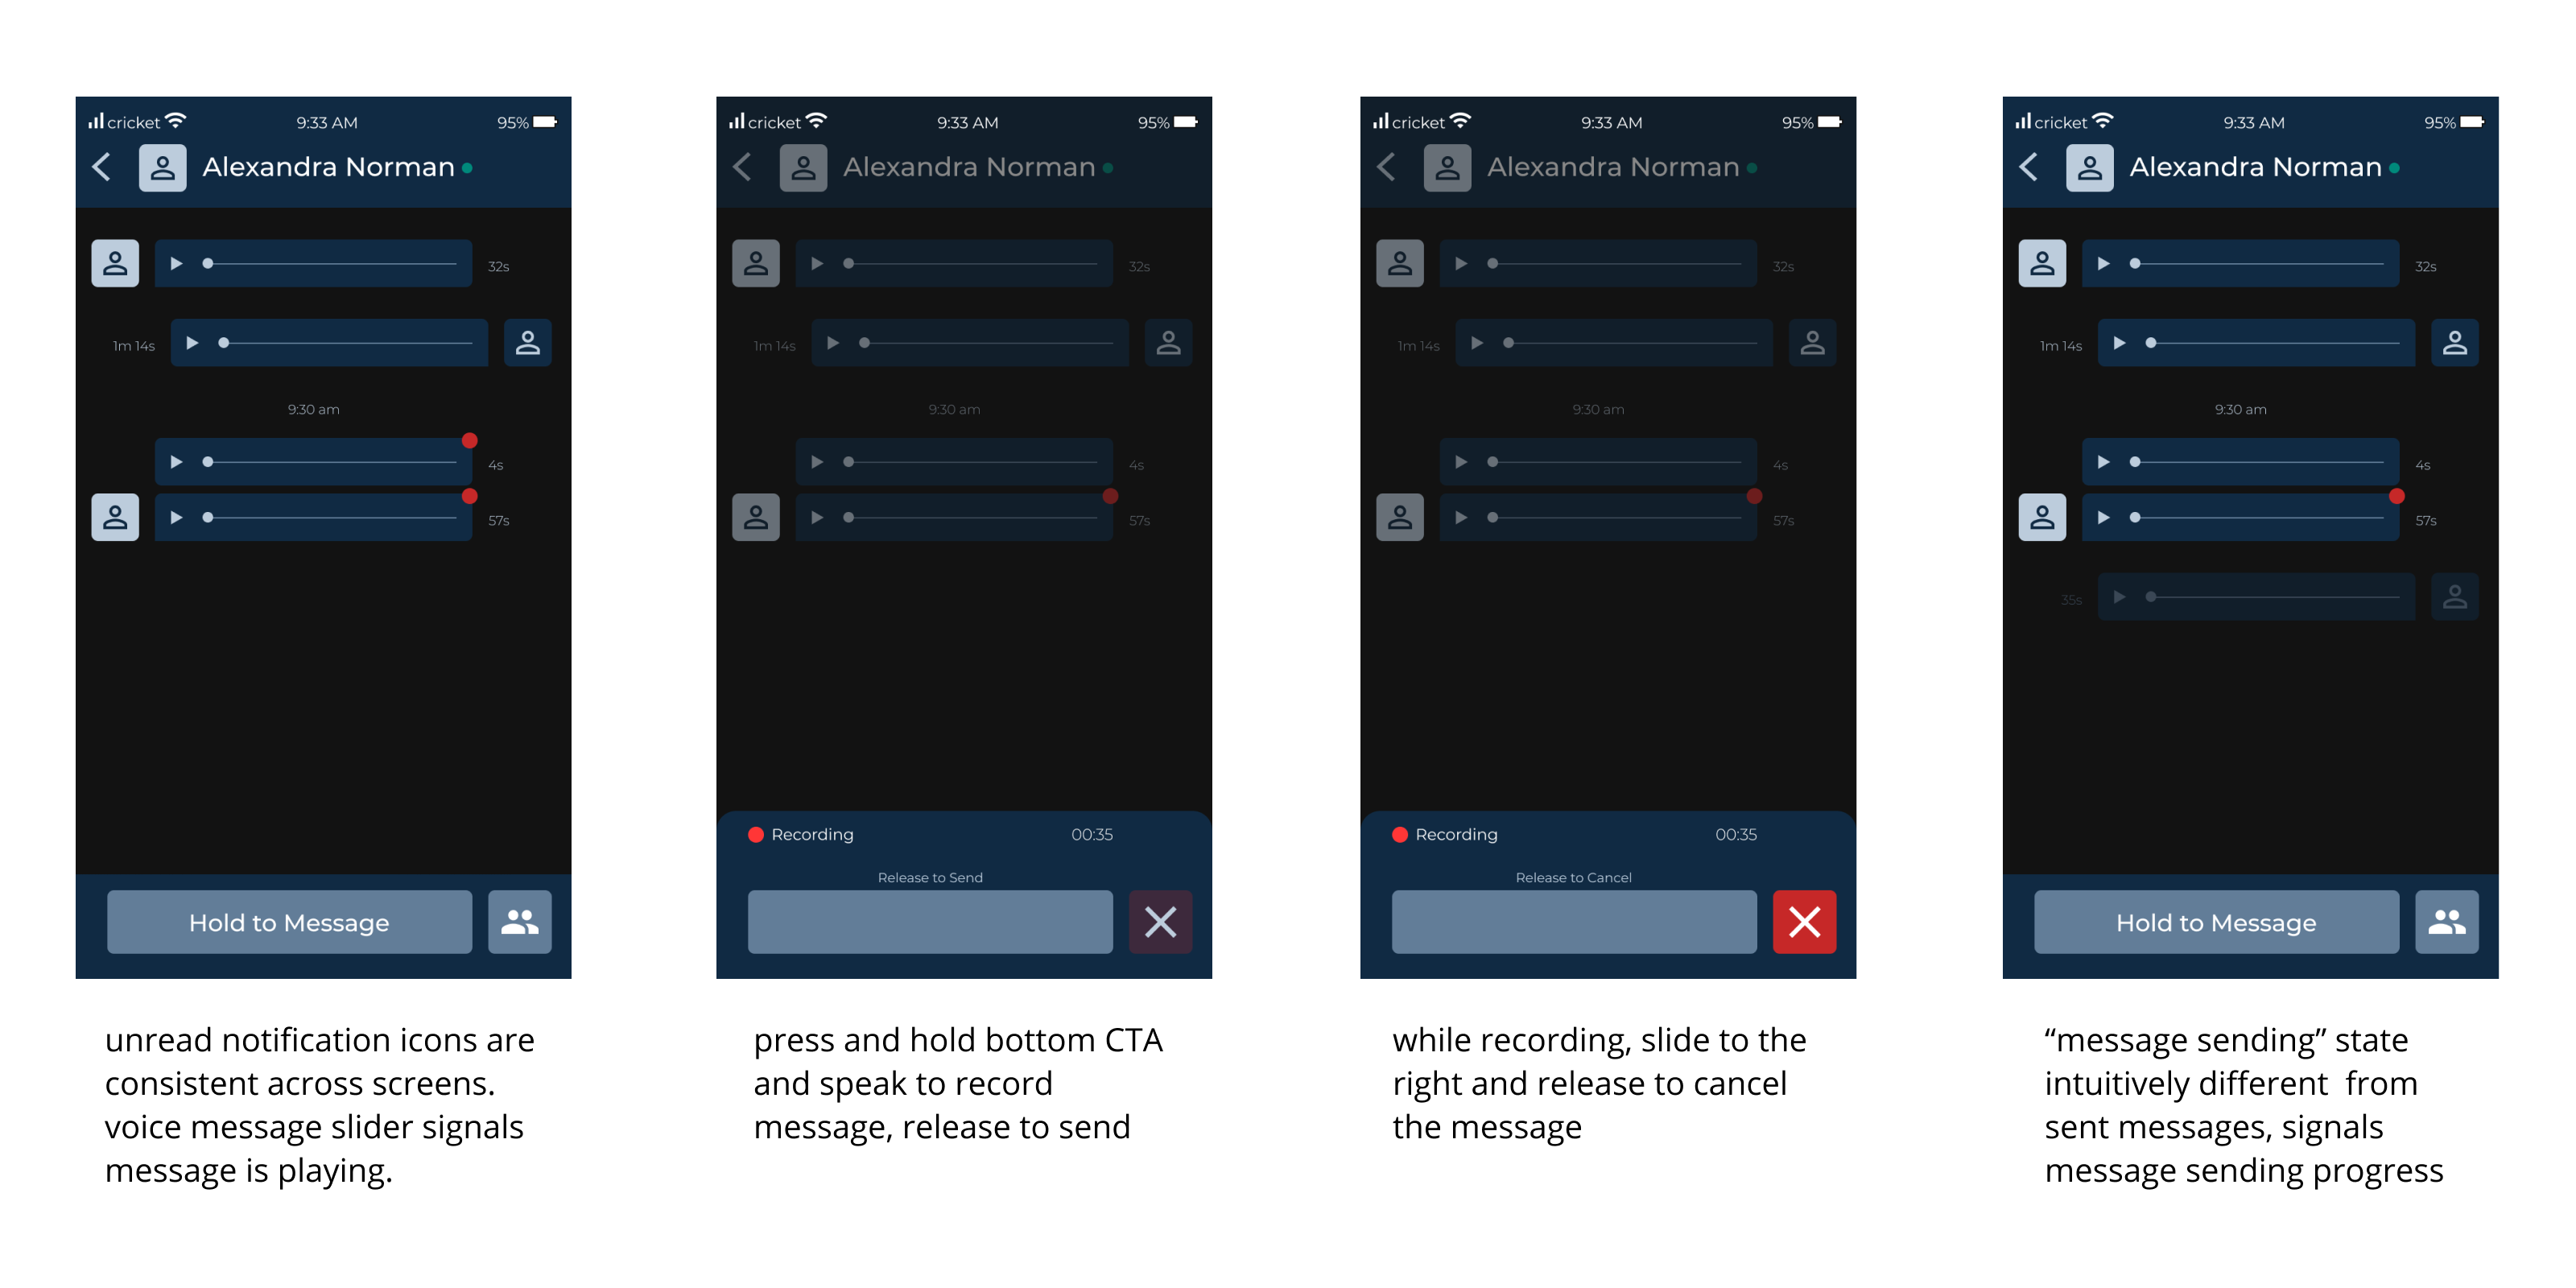 cricket 9:33 AM 95%
Alexandra Norman
32s
1m 14s
9:30 am
4s
57s
Hold to Message
unread notification icons are
consistent across screens.
voice message slider signals
message is playing.
cricket 9:33 AM 95%
Alexandra Norman
32s
1m 14s
9:30 am
4s
57s
Recording 00:35
Release to Send
press and hold bottom CTA
and speak to record
message, release to send
cricket 9:33 AM 95%
Alexandra Norman
32s
1m 14s
9:30 am
4s
57s
Recording 00:35
Release to Cancel
while recording, slide to the
right and release to cancel
the message
cricket 9:33 AM 95%
Alexandra Norman
32s
1m 14s
9:30 am
4s
57s
35s
Hold to Message
“message sending” state
intuitively different  from
sent messages, signals
message sending progress